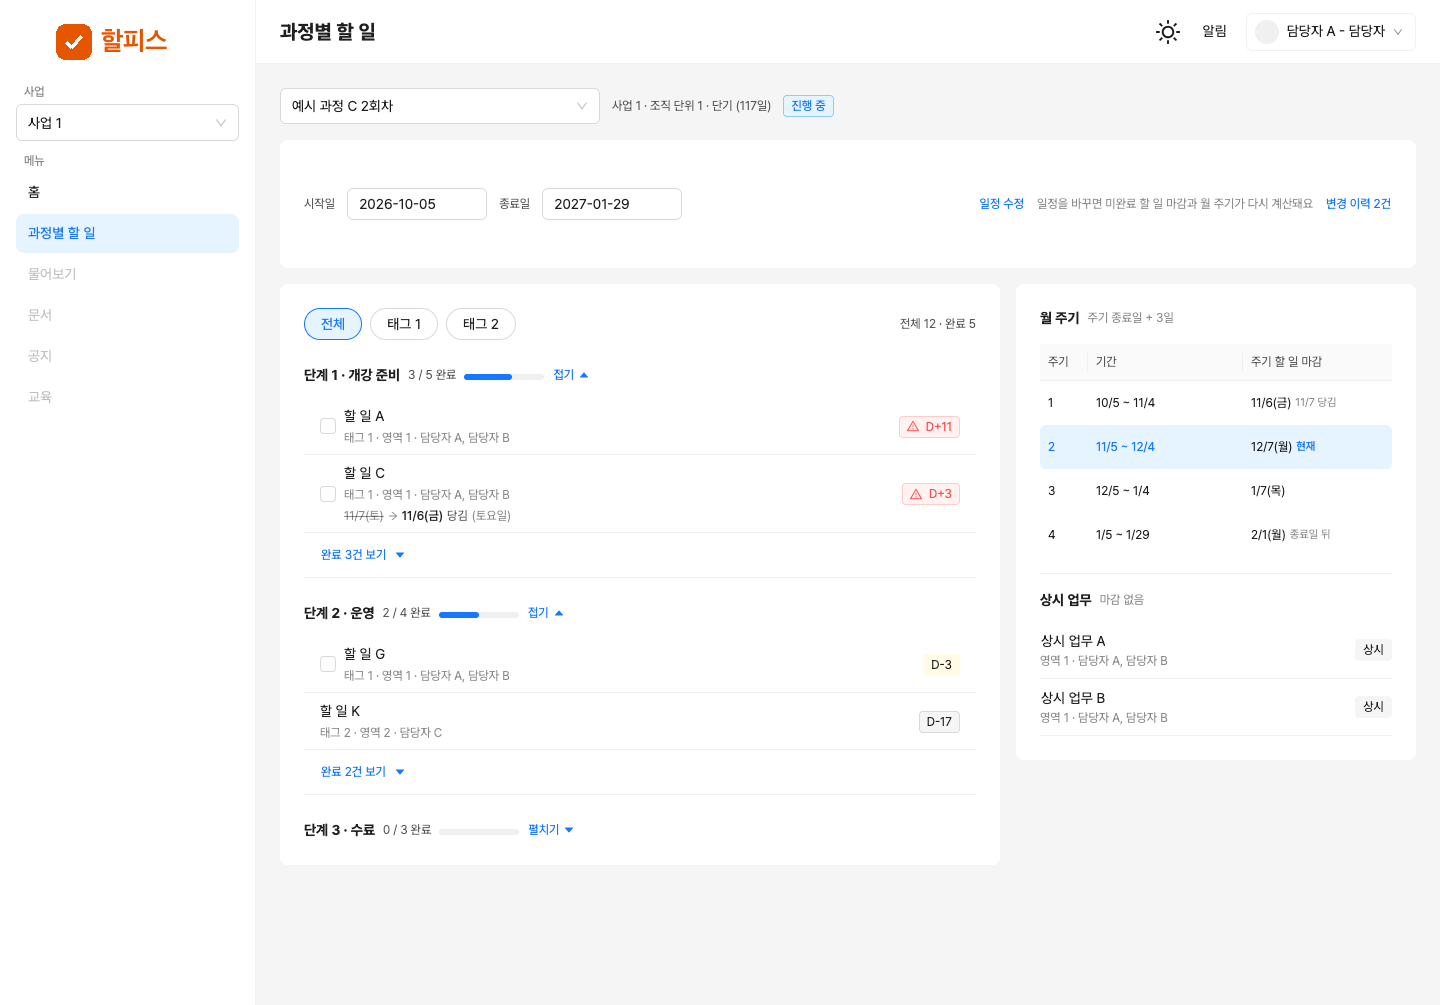 할피스
사업
사업 1
메뉴
홈
과정별 할 일
물어보기
문서
공지
교육
과정별 할 일
알림
담당자 A - 담당자
예시 과정 C 2회차
사업 1 · 조직 단위 1 · 단기 (117일)
진행 중
시작일
2026-10-05
종료일
2027-01-29
일정 수정
일정을 바꾸면 미완료 할 일 마감과 월 주기가 다시 계산돼요
변경 이력 2건
전체
태그 1
태그 2
전체 12 · 완료 5
단계 1 · 개강 준비 3 / 5 완료 접기
할 일 A
태그 1 · 영역 1 · 담당자 A, 담당자 B
D+11
할 일 C
태그 1 · 영역 1 · 담당자 A, 담당자 B
D+3
11/7(토) → 11/6(금) 당김 (토요일)
완료 3건 보기
단계 2 · 운영 2 / 4 완료 접기
할 일 G
태그 1 · 영역 1 · 담당자 A, 담당자 B
D-3
할 일 K
태그 2 · 영역 2 · 담당자 C
D-17
완료 2건 보기
단계 3 · 수료 0 / 3 완료 펼치기
월 주기 주기 종료일 + 3일
주기 기간 주기 할 일 마감
1 10/5 ~ 11/4 11/6(금) 11/7 당김
2 11/5 ~ 12/4 12/7(월) 현재
3 12/5 ~ 1/4 1/7(목)
4 1/5 ~ 1/29 2/1(월) 종료일 뒤
상시 업무 마감 없음
상시 업무 A
영역 1 · 담당자 A, 담당자 B
상시
상시 업무 B
영역 1 · 담당자 A, 담당자 B
상시